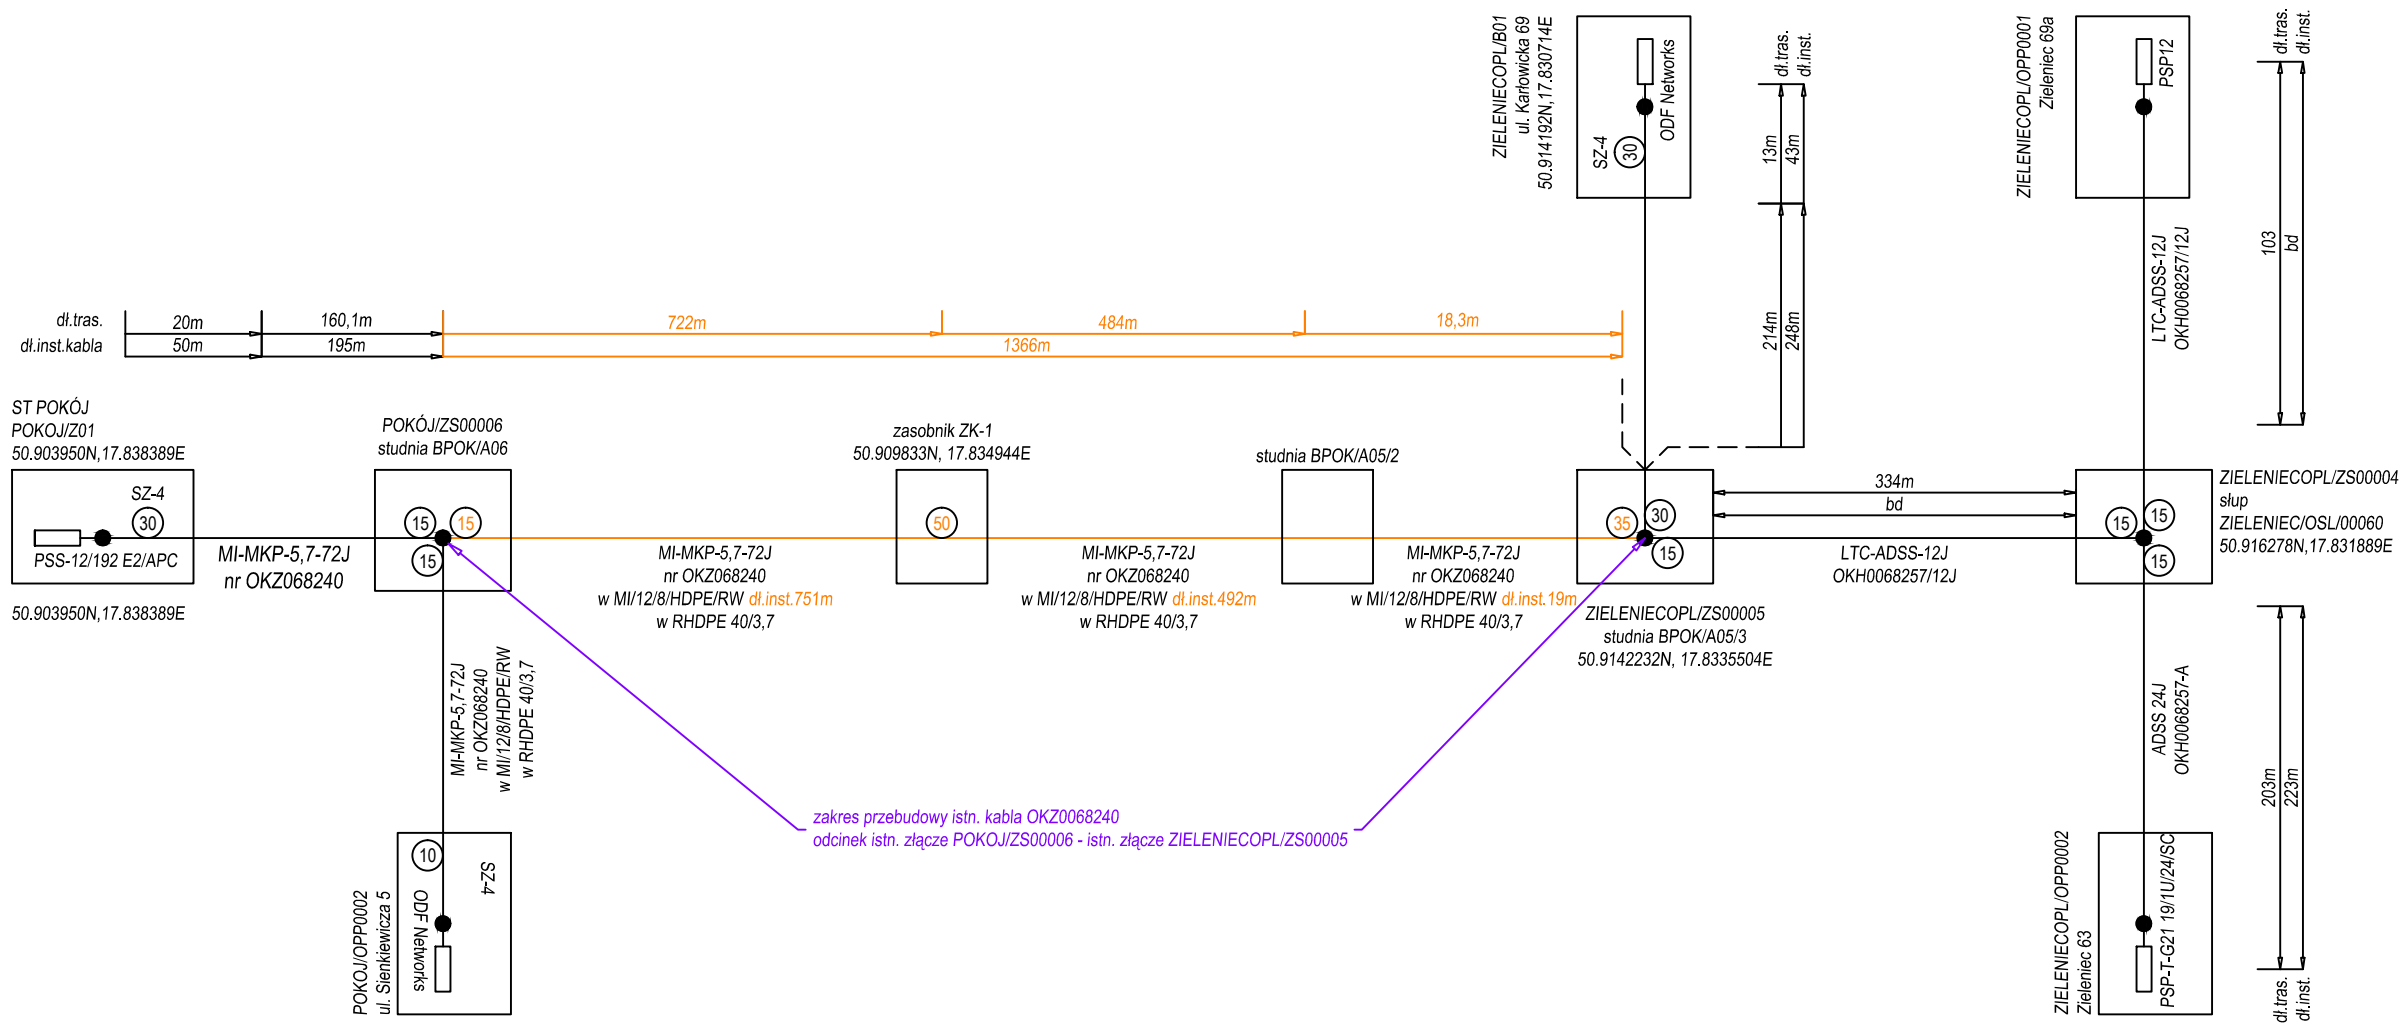 ZIELENIECOPL/B01
ul. Karłowicka 69
50.914192N,17.830714E
SZ-4
30
ODF Networks
dł.tras.
dł.inst.
13m
43m
214m
248m
ZIELENIECOPL/OPP0001
Zieleniec 69a
PSP12
LTC-ADSS-12J
OKH0068257/12J
dł.tras.
dł.inst.
103
bd
dł.tras.
20m
160,1m
722m
484m
18,3m
dł.inst.kabla
50m
195m
1366m
ST POKÓJ
POKOJ/Z01
50.903950N,17.838389E
SZ-4
30
PSS-12/192 E2/APC
50.903950N,17.838389E
MI-MKP-5,7-72J
nr OKZ068240
POKÓJ/ZS00006
studnia BPOK/A06
15
15
15
MI-MKP-5,7-72J
nr OKZ068240
w MI/12/8/HDPE/RW dł.inst.751m
w RHDPE 40/3,7
zasobnik ZK-1
50.909833N, 17.834944E
50
MI-MKP-5,7-72J
nr OKZ068240
w MI/12/8/HDPE/RW dł.inst.492m
w RHDPE 40/3,7
studnia BPOK/A05/2
MI-MKP-5,7-72J
nr OKZ068240
w MI/12/8/HDPE/RW dł.inst.19m
w RHDPE 40/3,7
35
30
15
ZIELENIECOPL/ZS00005
studnia BPOK/A05/3
50.9142232N, 17.8335504E
334m
bd
LTC-ADSS-12J
OKH0068257/12J
15
15
15
ZIELENIECOPL/ZS00004
słup
ZIELENIEC/OSL/00060
50.916278N,17.831889E
MI-MKP-5,7-72J
nr OKZ068240
w MI/12/8/HDPE/RW
w RHDPE 40/3,7
zakres przebudowy istn. kabla OKZ0068240
odcinek istn. złącze POKOJ/ZS00006 - istn. złącze ZIELENIECOPL/ZS00005
POKOJ/OPP0002
ul. Sienkiewicza 5
10
SZ-4
ODF Networks
ADSS 24J
OKH0068257-A
203m
223m
dł.tras.
dł.inst.
ZIELENIECOPL/OPP0002
Zieleniec 63
PSP-T-G21 19/1U/24/SC